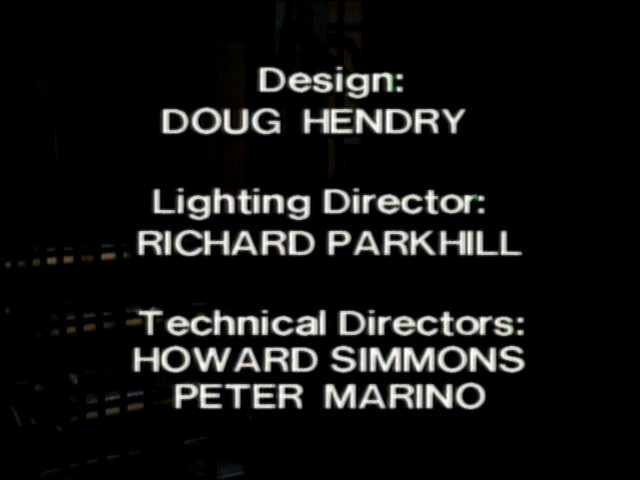 Design:
DOUG HENDRY
Lighting Director:
RICHARD PARKHILL
Technical Directors:
HOWARD SIMMONS
PETER MARINO